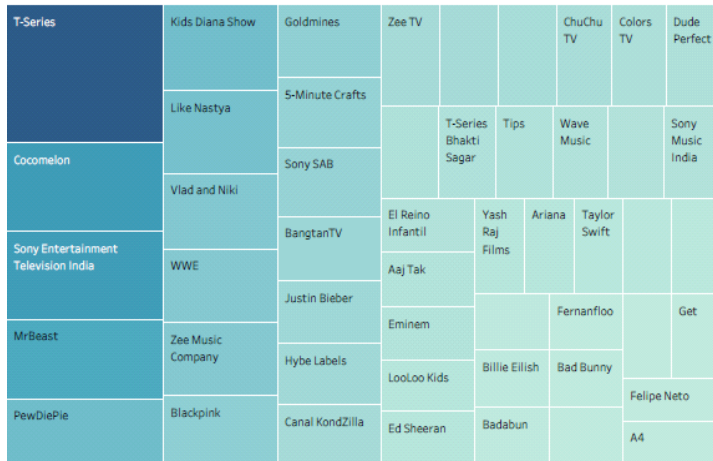 T-Series
Cocomelon
Sony Entertainment
Television India
MrBeast
PewDiePie
Kids Diana Show
Like Nastya
Vlad and Niki
WWE
Zee Music
Company
Blackpink
Goldmines
5-Minute Crafts
Sony SAB
BangtanTV
Justin Bieber
Hybe Labels
Canal KondZilla
Zee TV
ChuChu
TV
Colors
TV
Dude
Perfect
T-Series
Bhakti
Sagar
Tips
Wave
Music
Sony
Music
India
El Reino
Infantil
Aaj Tak
Eminem
LooLoo Kids
Ed Sheeran
Yash
Raj
Films
Ariana
Taylor
Swift
Fernanfloo
Get
Billie Eilish
Bad Bunny
Badabun
Felipe Neto
A4